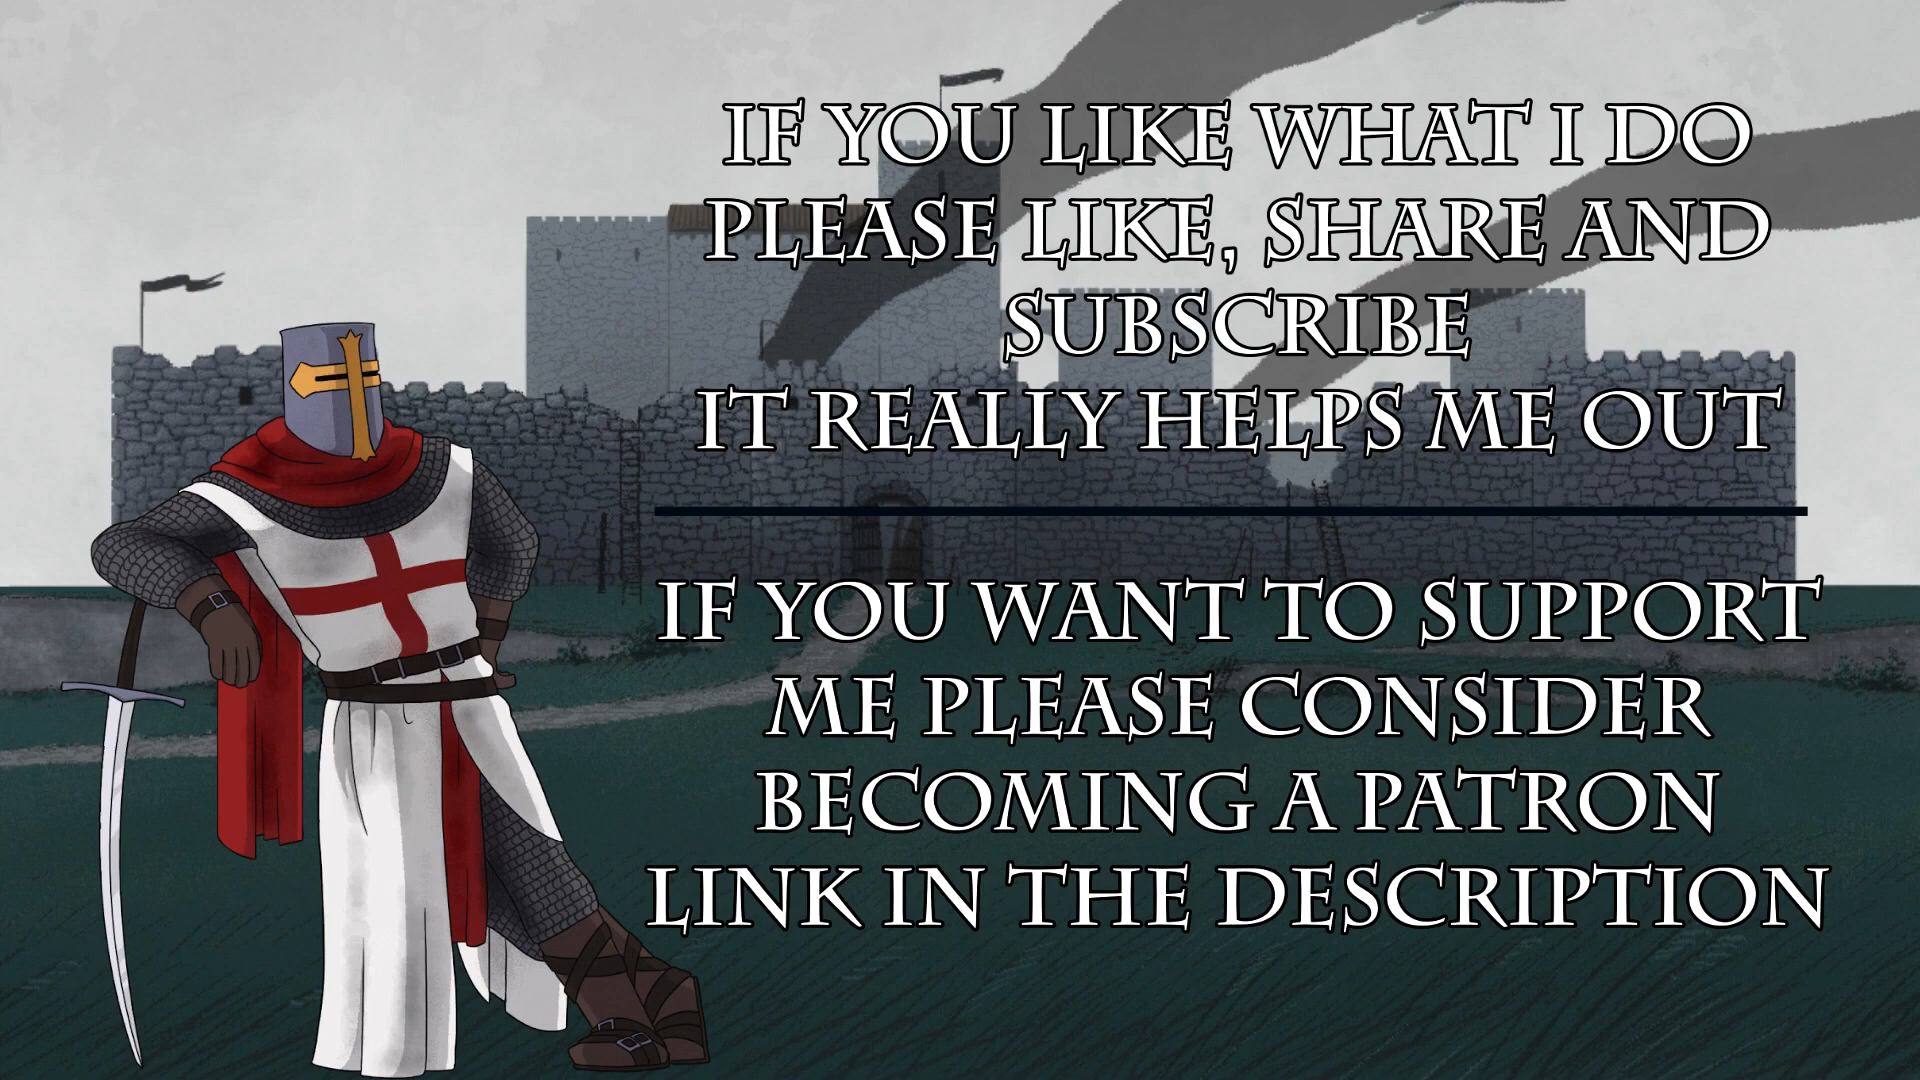 IF YOU LIKE WHAT I DO
PLEASE LIKE, SHARE AND
SUBSCRIBE
IT REALLY HELPS ME OUT
IF YOU WANT TO SUPPORT
ME PLEASE CONSIDER
BECOMING A PATRON
LINK IN THE DESCRIPTION